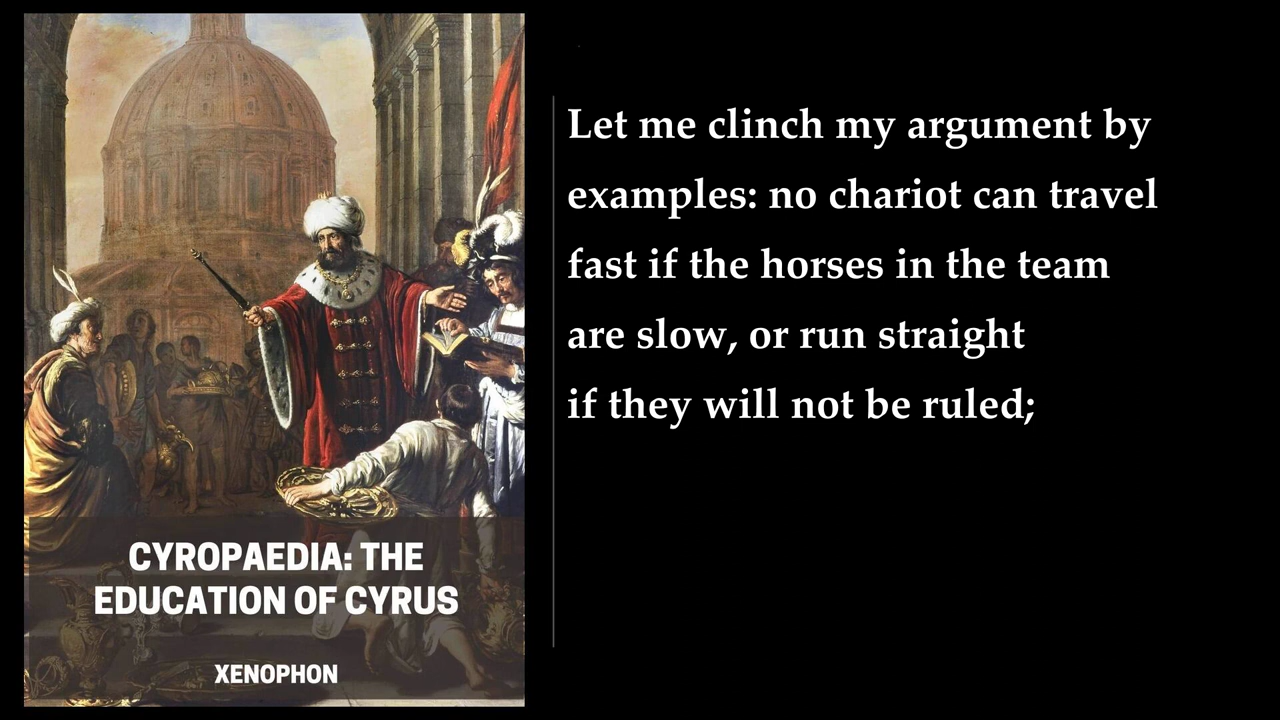 CYROPAEDIA: THE
EDUCATION OF CYRUS
XENOPHON
Let me clinch my argument by
examples: no chariot can travel
fast if the horses in the team
are slow, or run straight
if they will not be ruled;